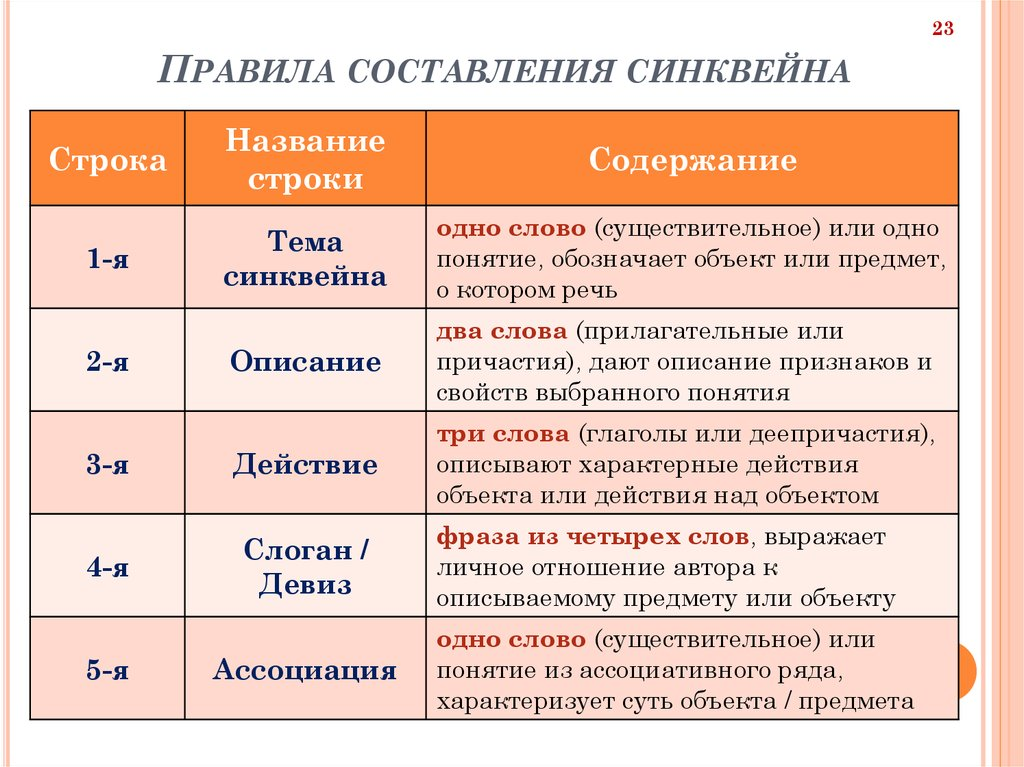 23
ПРАВИЛА СОСТАВЛЕНИЯ СИНКВЕЙНА
Строка
Название
строки
Содержание
1-я
Тема
синквейна
одно слово (существительное) или одно
понятие, обозначает объект или предмет,
о котором речь
2-я
Описание
два слова (прилагательные или
причастия), дают описание признаков и
свойств выбранного понятия
3-я
Действие
три слова (глаголы или деепричастия),
описывают характерные действия
объекта или действия над объектом
4-я
Слоган /
Девиз
фраза из четырех слов, выражает
личное отношение автора к
описываемому предмету или объекту
5-я
Ассоциация
одно слово (существительное) или
понятие из ассоциативного ряда,
характеризует суть объекта / предмета